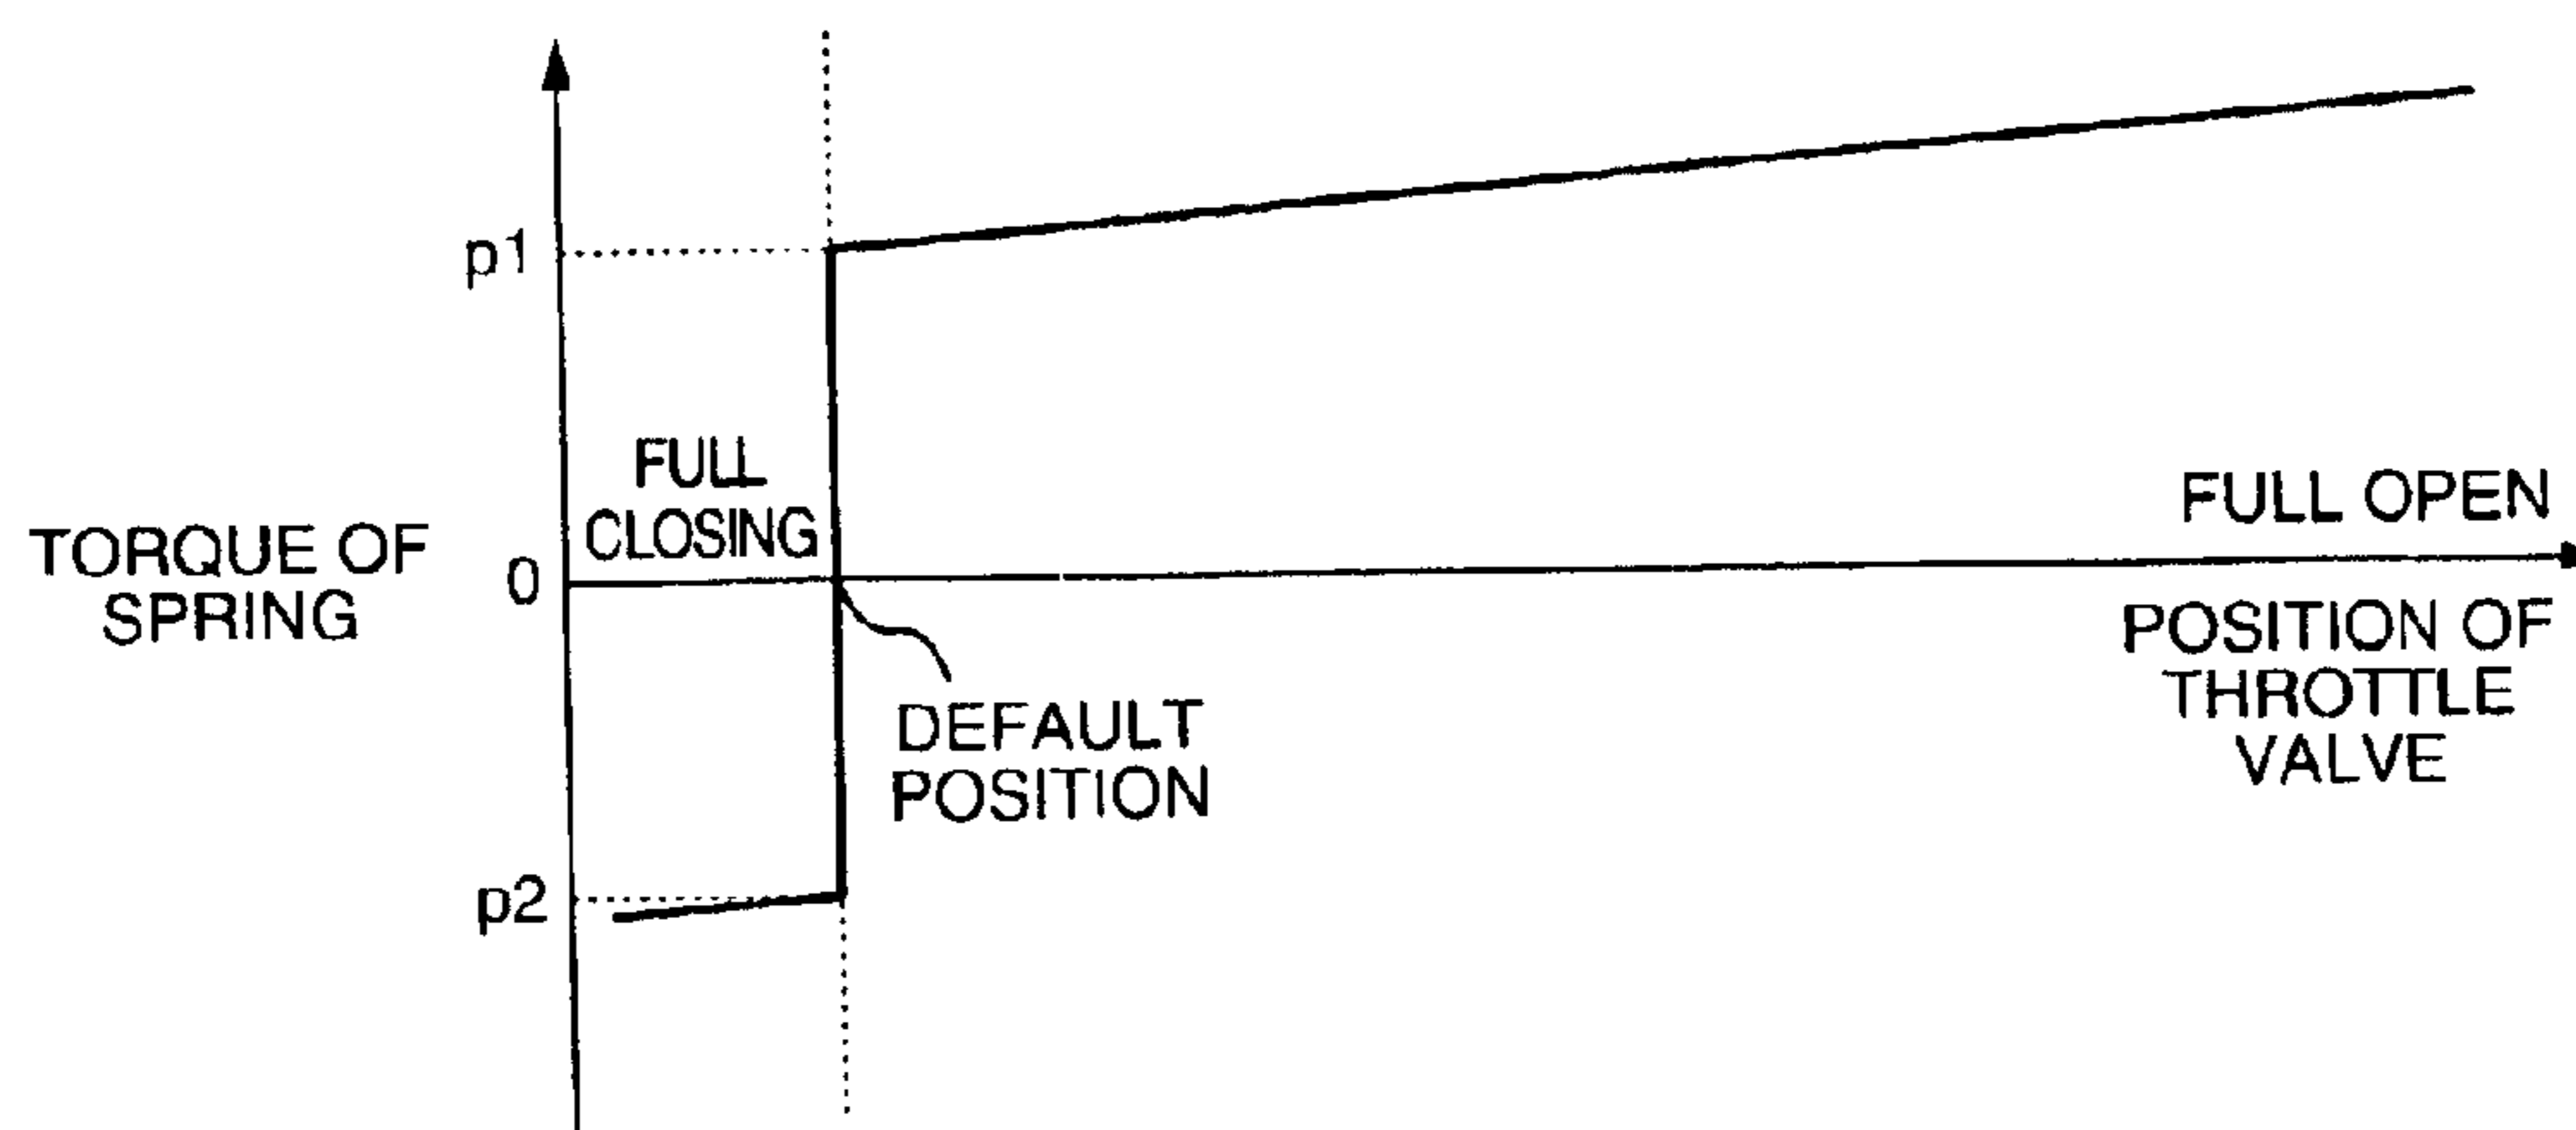 p1
FULL
CLOSING
FULL OPEN
TORQUE OF
SPRING
0
POSITION OF
THROTTLE
VALVE
DEFAULT
POSITION
p2